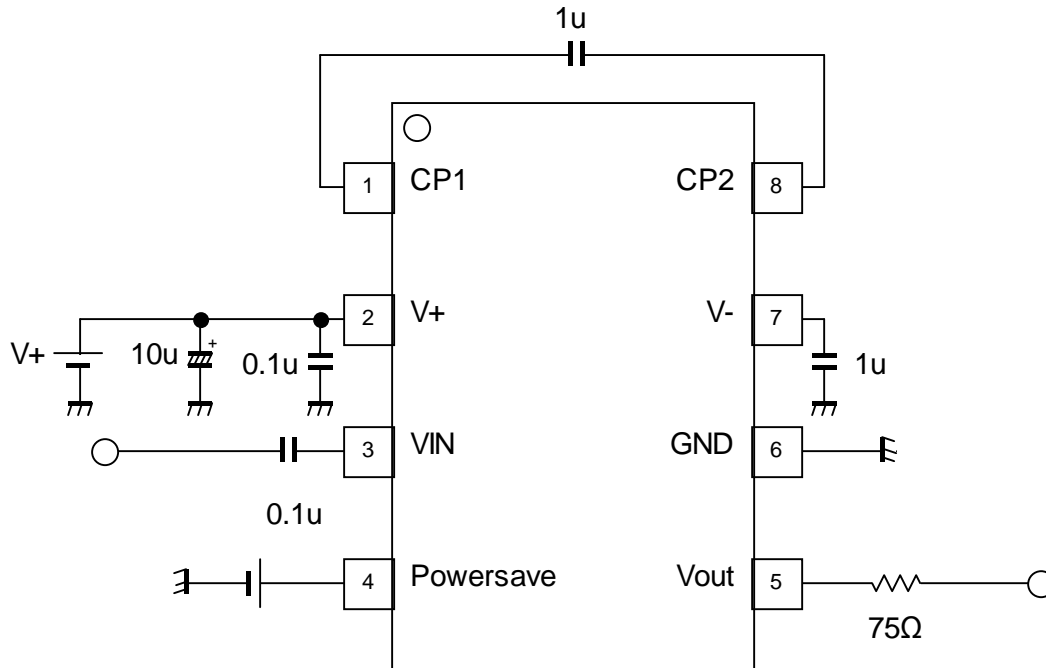 1u
1 CP1 CP2 8
2 V+ V- 7
V+ 10u + 0.1u 1u
3 VIN GND 6
0.1u
4 Powersave Vout 5
75Ω